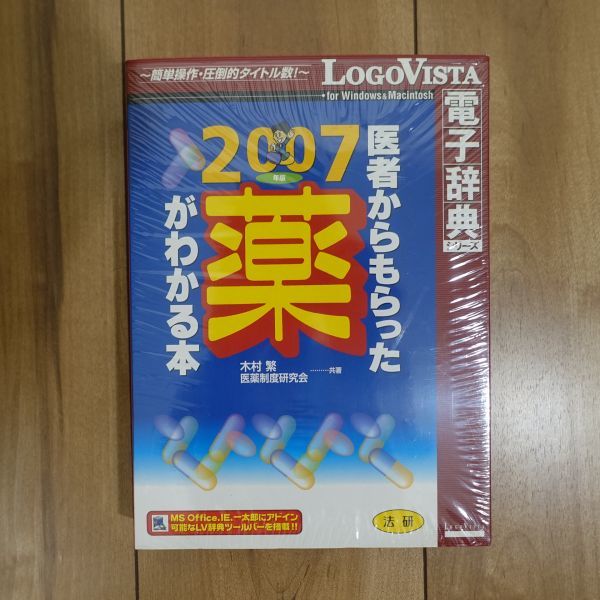 ～簡単操作・圧倒的タイトル数！～
LOGOVISTA
for Windows&Macintosh
電子辞典
シリーズ
2007
年版
医者からもらった
薬
がわかる本
木村 繁
医薬制度研究会
………共著
MS Office、IE、一太郎にアドイン
可能なLV辞典ツールバーを搭載!!
法研
LOGOVISTA